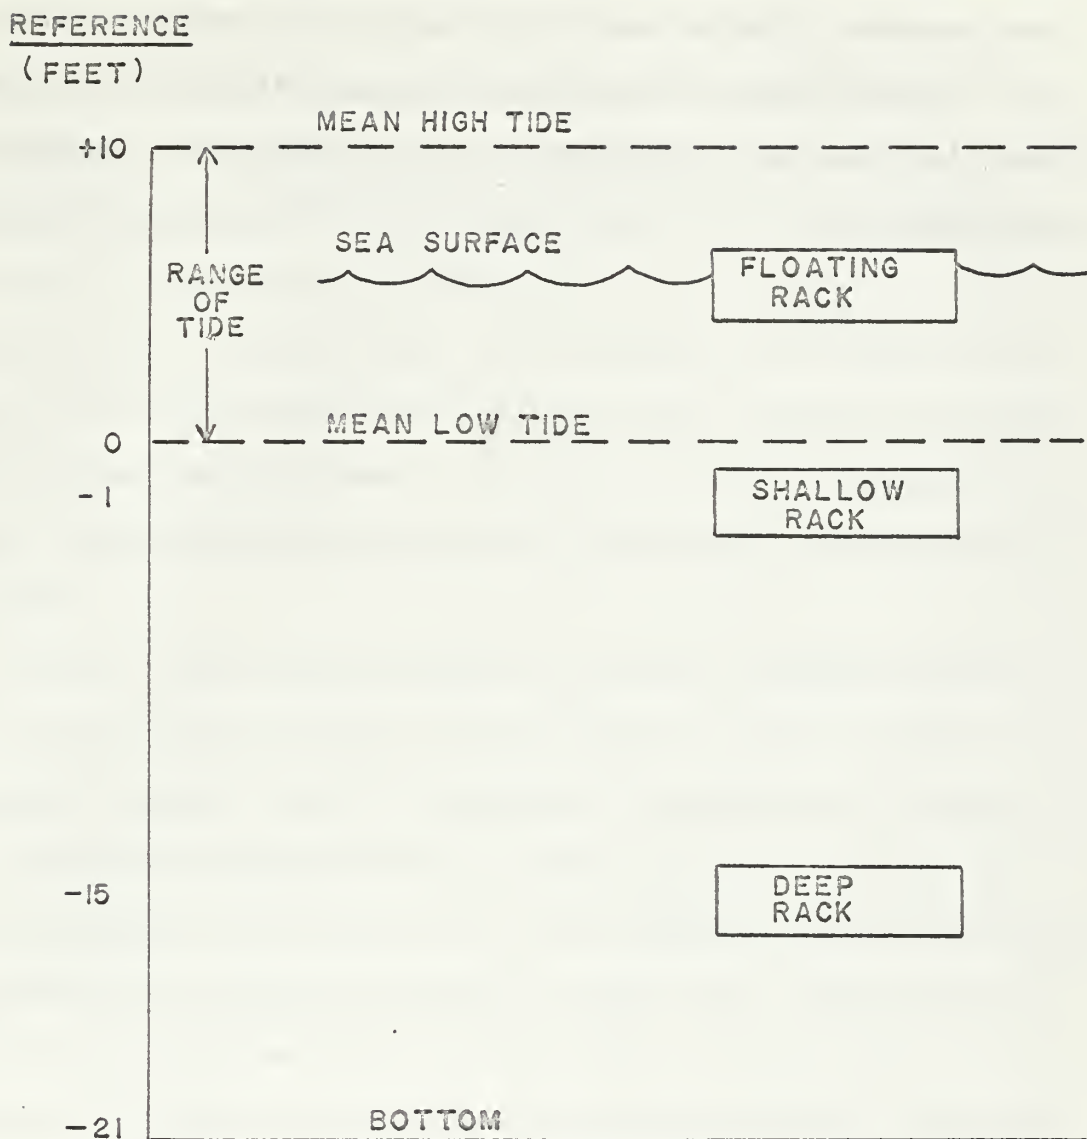 REFERENCE
(FEET)
MEAN HIGH TIDE
+10
SEA SURFACE
RANGE
OF
TIDE
FLOATING
RACK
MEAN LOW TIDE
0
-1
SHALLOW
RACK
-15
DEEP
RACK
BOTTOM
-21